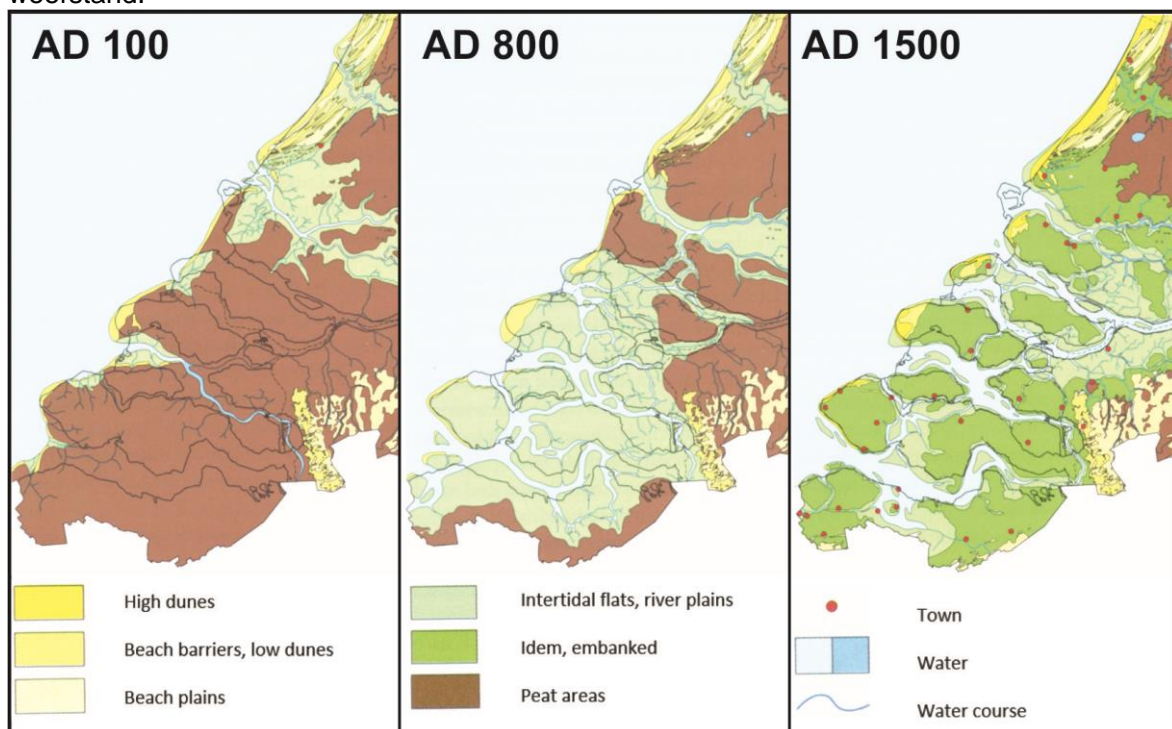 weerstand.
AD 100
AD 800
AD 1500
High dunes
Beach barriers, low dunes
Beach plains
Intertidal flats, river plains
Idem, embanked
Peat areas
Town
Water
Water course